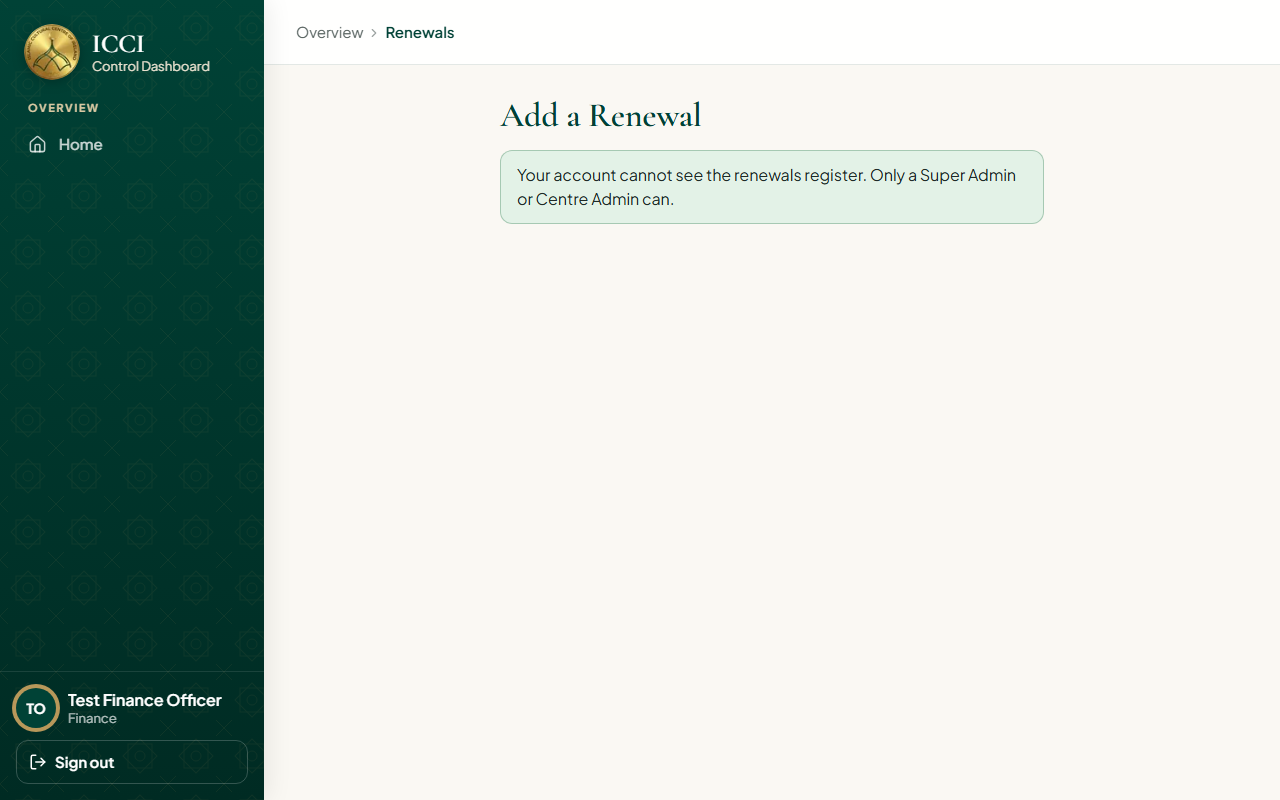 ICCI
Control Dashboard
OVERVIEW
Home
Overview > Renewals
Add a Renewal
Your account cannot see the renewals register. Only a Super Admin
or Centre Admin can.
TO
Test Finance Officer
Finance
Sign out